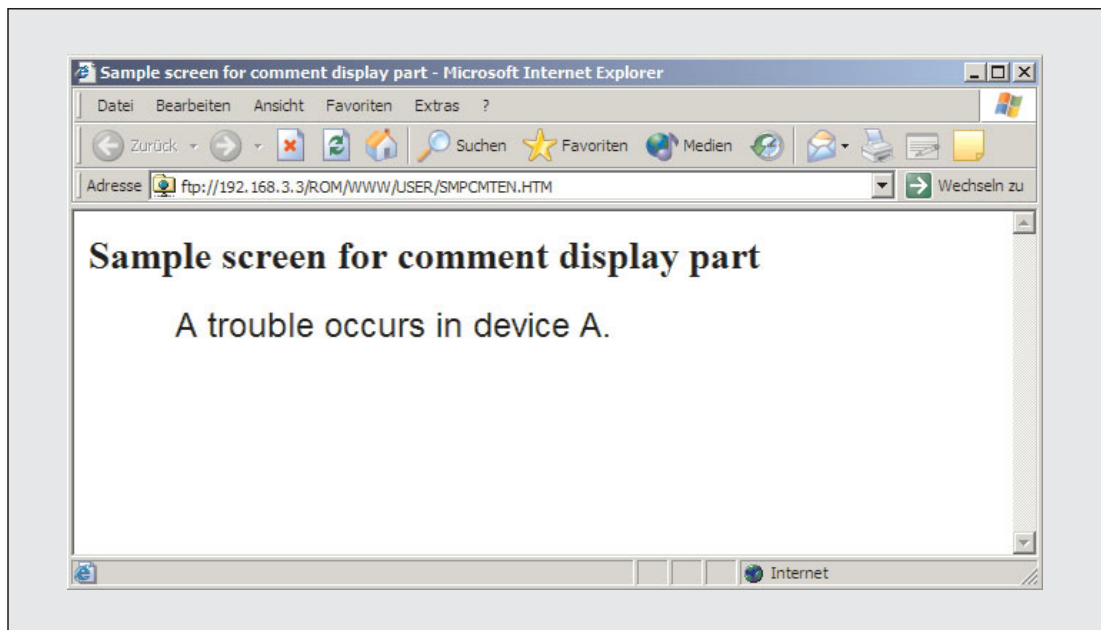 Sample screen for comment display part - Microsoft Internet Explorer
Datei Bearbeiten Ansicht Favoriten Extras ?
Zurück Suchen Favoriten Medien
Adresse ftp://192.168.3.3/ROM/WWW/USER/SMPCMTEN.HTM Wechseln zu
Sample screen for comment display part
A trouble occurs in device A.
Internet